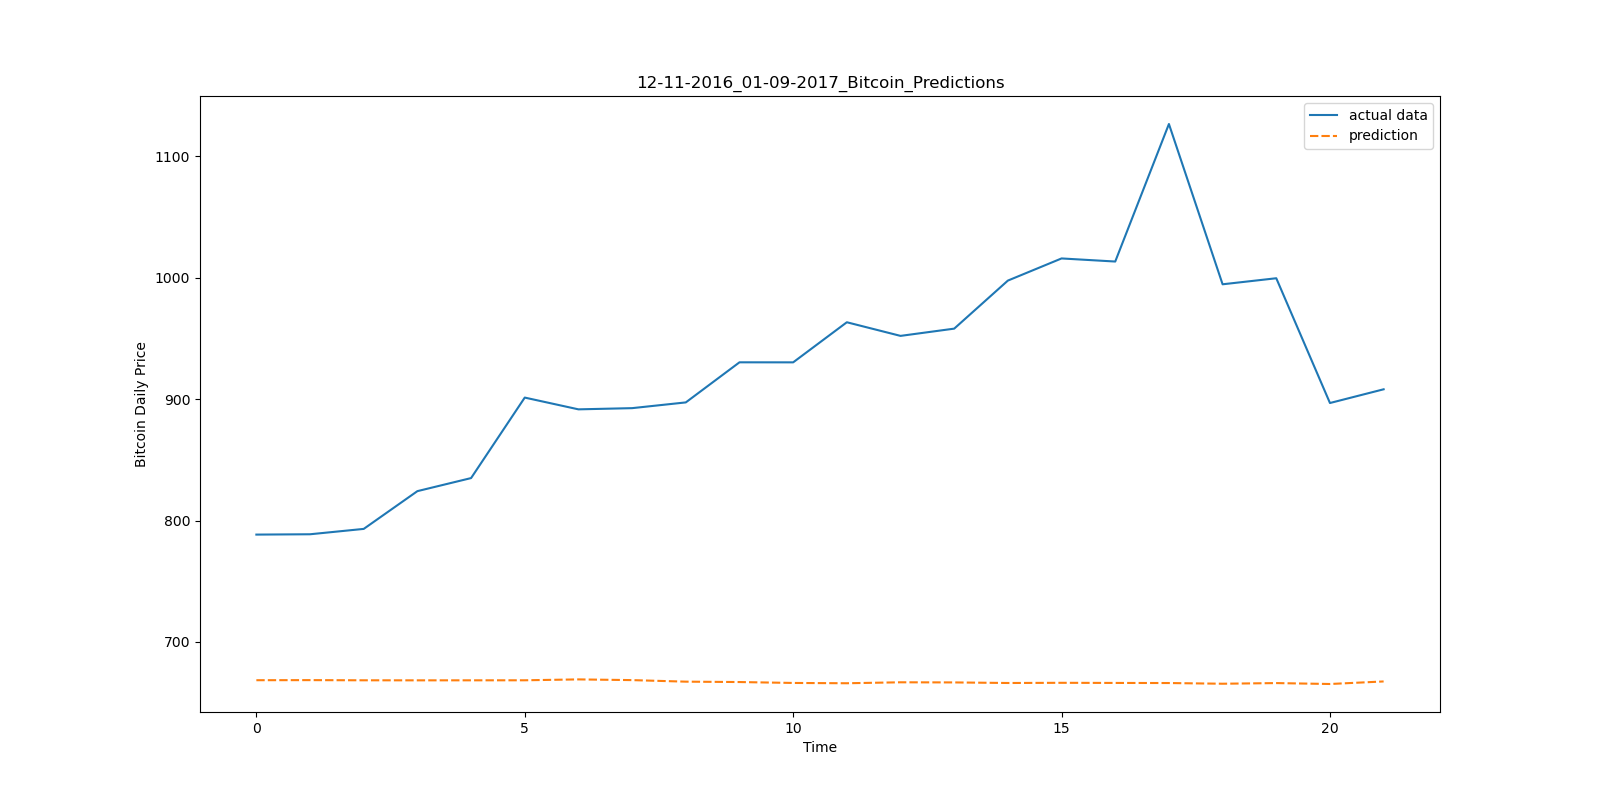 12-11-2016_01-09-2017_Bitcoin_Predictions
actual data
prediction
1100
1000
900
800
700
Bitcoin Daily Price
0 5 10 15 20
Time